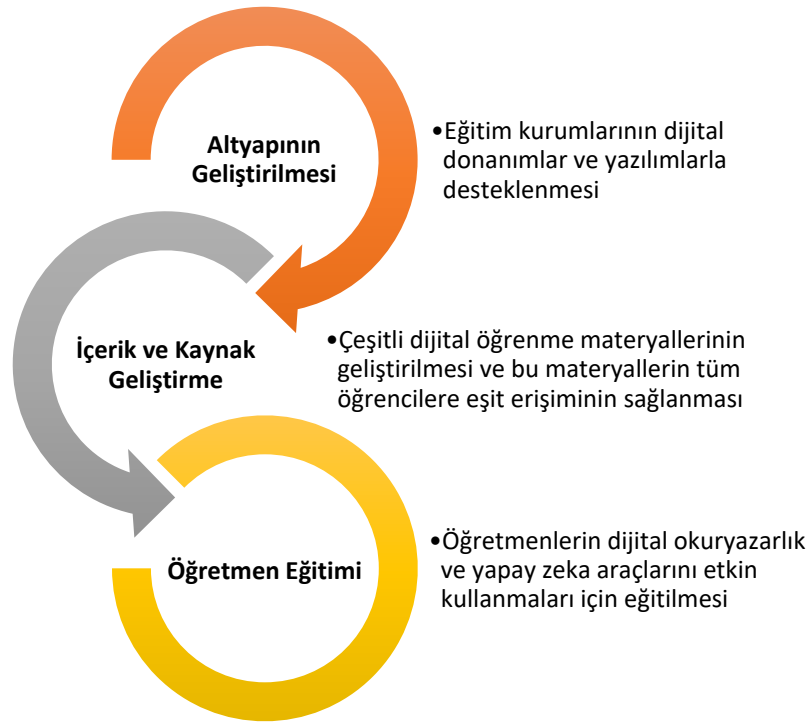 Altyapının
Geliştirilmesi
•Eğitim kurumlarının dijital
donanımlar ve yazılımlarla
desteklenmesi
İçerik ve Kaynak
Geliştirme
•Çeşitli dijital öğrenme materyallerinin
geliştirilmesi ve bu materyallerin tüm
öğrencilere eşit erişiminin sağlanması
Öğretmen Eğitimi
•Öğretmenlerin dijital okuryazarlık
ve yapay zeka araçlarını etkin
kullanmaları için eğitilmesi